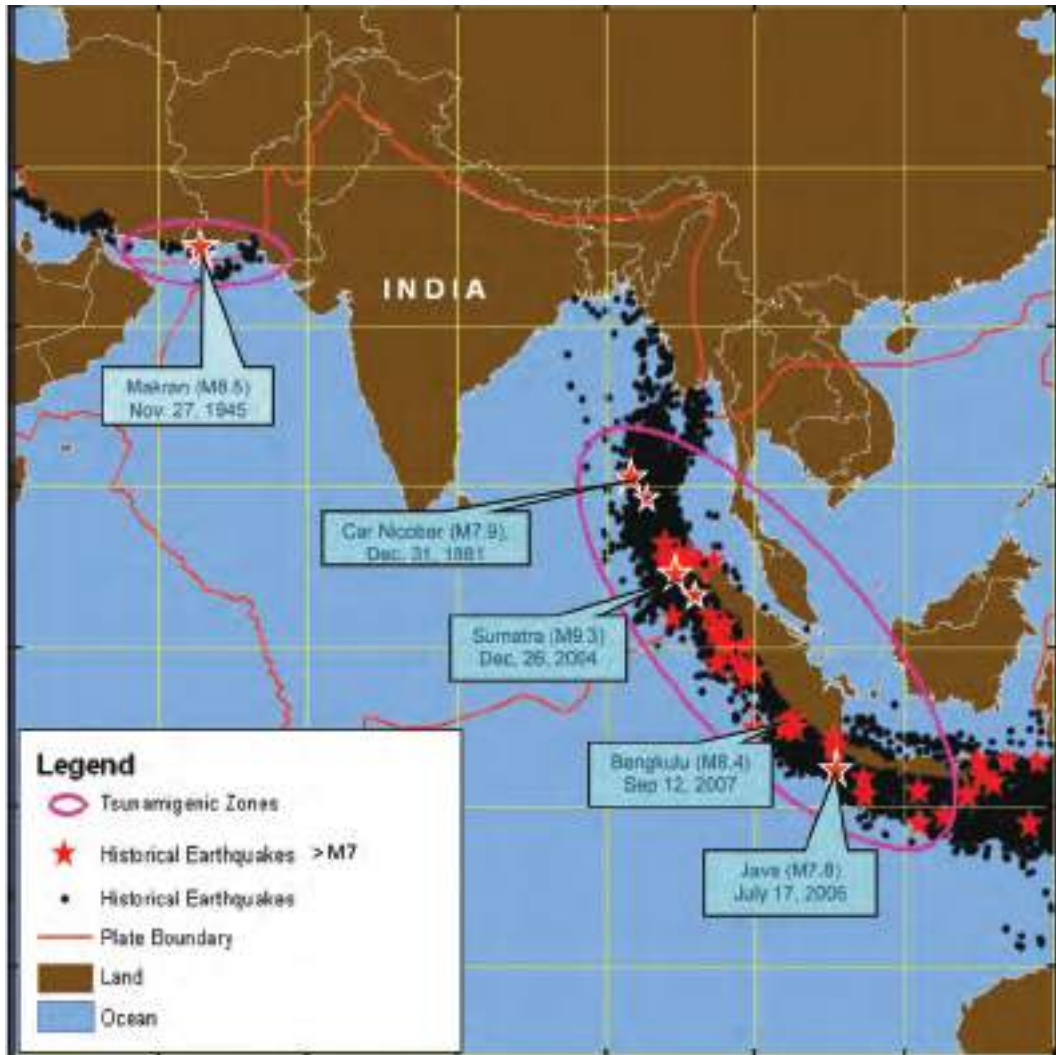 INDIA
Makran (M8.5)
Nov. 27, 1945
Car Nicobar (M7.9),
Dec. 31, 1881
Sumatra (M9.3)
Dec. 26, 2004
Bengkulu (M8.4)
Sep 12, 2007
Java (M7.8)
July 17, 2006
Legend
Tsunamigenic Zones
Historical Earthquakes > M7
Historical Earthquakes
Plate Boundary
Land
Ocean